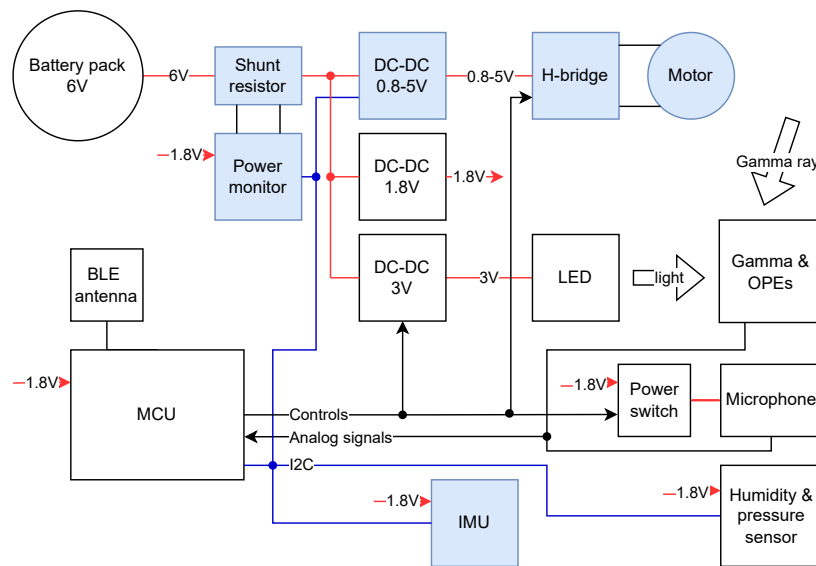 Battery pack
6V
6V
Shunt
resistor
DC-DC
0.8-5V
0.8-5V
H-bridge
Motor
1.8V
Power
monitor
DC-DC
1.8V
1.8V
Gamma ray
BLE
antenna
DC-DC
3V
3V
LED
light
Gamma &
OPEs
1.8V
MCU
Controls
Analog signals
I2C
1.8V
Power
switch
Microphone
1.8V
IMU
1.8V
Humidity &
pressure
sensor